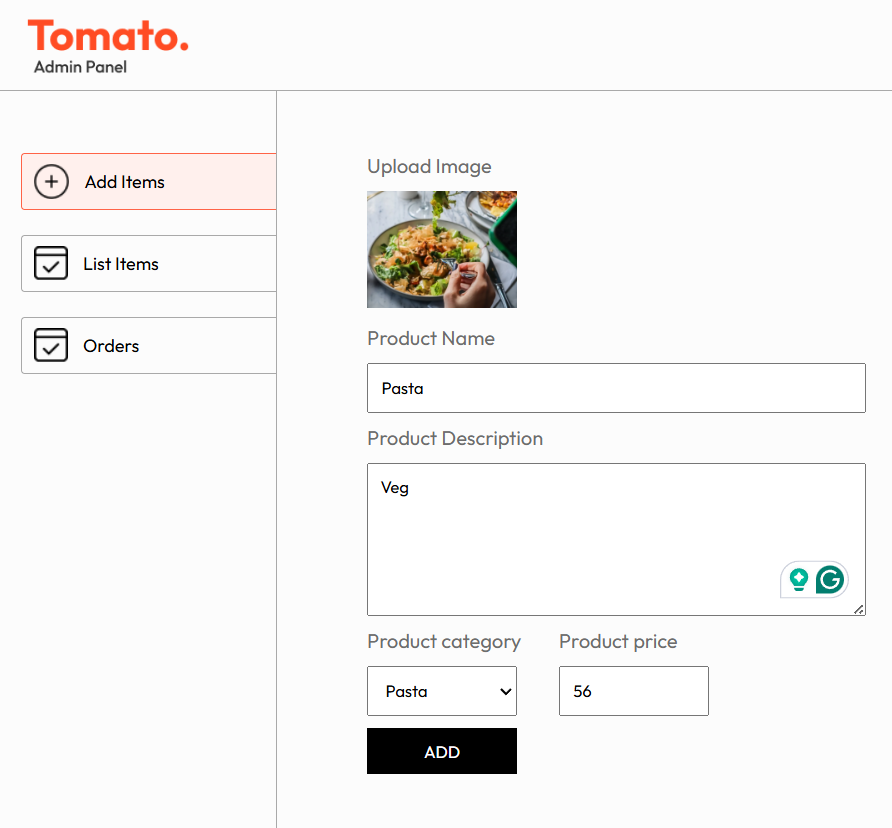 Tomato.
Admin Panel
Add Items
List Items
Orders
Upload Image
Product Name
Pasta
Product Description
Veg
Product category
Product price
Pasta
56
ADD